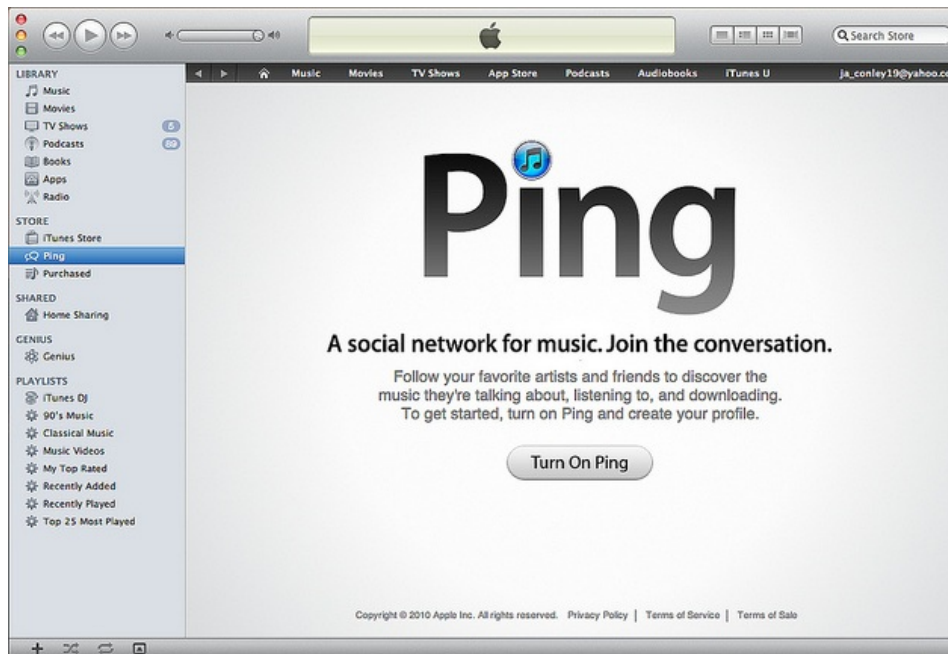 Search Store
LIBRARY
Music
Movies
TV Shows 5
Podcasts
Books
Apps
Radio
STORE
iTunes Store
Ping
Purchased
SHARED
Home Sharing
GENIUS
Genius
PLAYLISTS
iTunes DJ
90's Music
Classical Music
Music Videos
My Top Rated
Recently Added
Recently Played
Top 25 Most Played
Music Movies TV Shows App Store Podcasts Audiobooks iTunes U ja_conley19@yahoo.co
Ping
A social network for music. Join the conversation.
Follow your favorite artists and friends to discover the
music they're talking about, listening to, and downloading.
To get started, turn on Ping and create your profile.
Turn On Ping
Copyright © 2010 Apple Inc. All rights reserved. Privacy Policy | Terms of Service | Terms of Sale